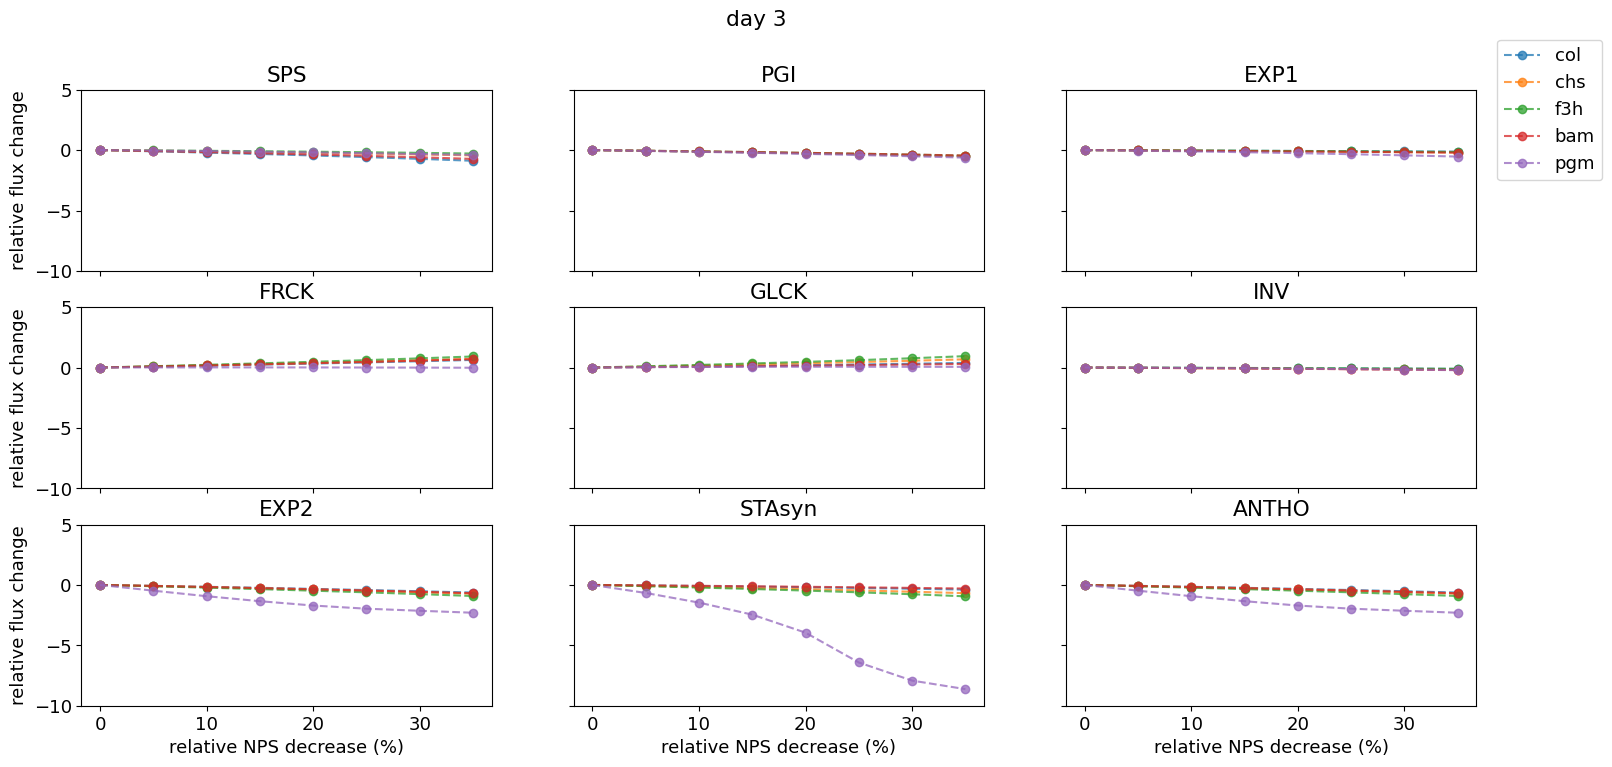 day 3
SPS
PGI
EXP1
col
chs
f3h
bam
pgm
relative flux change
5
0
−5
−10
FRCK
GLCK
INV
relative flux change
5
0
−5
−10
EXP2
STAsyn
ANTHO
relative flux change
5
0
−5
−10
0 10 20 30
0 10 20 30
0 10 20 30
relative NPS decrease (%)
relative NPS decrease (%)
relative NPS decrease (%)